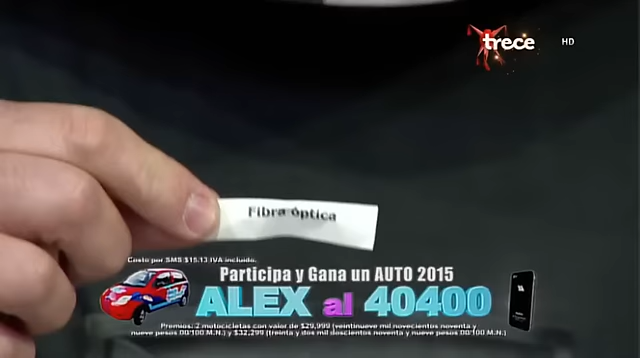 trece HD
Fibra óptica
Costo por SMS $15.13 IVA incluido.
Participa y Gana un AUTO 2015
ALEX al 40400
Premios: 2 motocicletas con valor de $29,999 (veintinueve mil novecientos noventa y
nueve pesos 00/100 M.N.) y $32,299 (treinta y dos mil doscientos noventa y nueve pesos 00/100 M.N.)